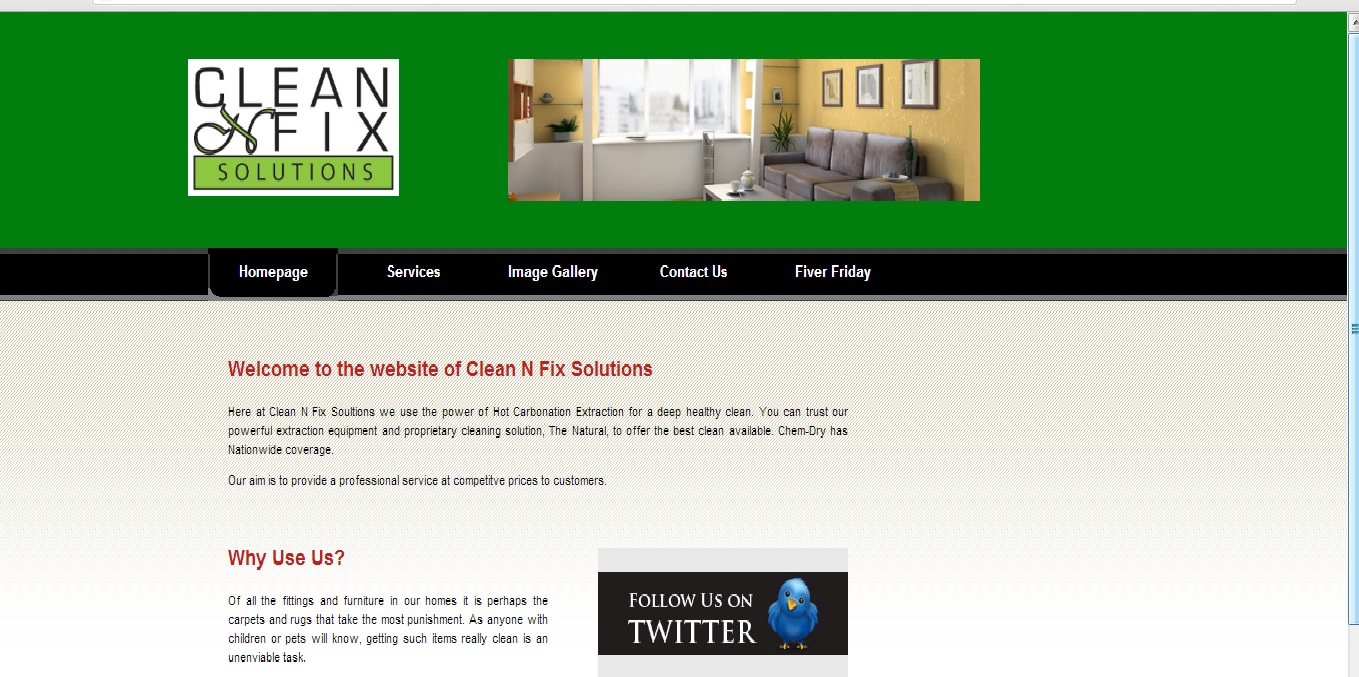 CLEAN
N FIX
SOLUTIONS
Homepage Services Image Gallery Contact Us Fiver Friday
Welcome to the website of Clean N Fix Solutions
Here at Clean N Fix Soultions we use the power of Hot Carbonation Extraction for a deep healthy clean. You can trust our
powerful extraction equipment and proprietary cleaning solution, The Natural, to offer the best clean available. Chem-Dry has
Nationwide coverage.
Our aim is to provide a professional service at competitve prices to customers.
Why Use Us?
Of all the fittings and furniture in our homes it is perhaps the
carpets and rugs that take the most punishment. As anyone with
children or pets will know, getting such items really clean is an
unenviable task.
FOLLOW US ON
TWITTER